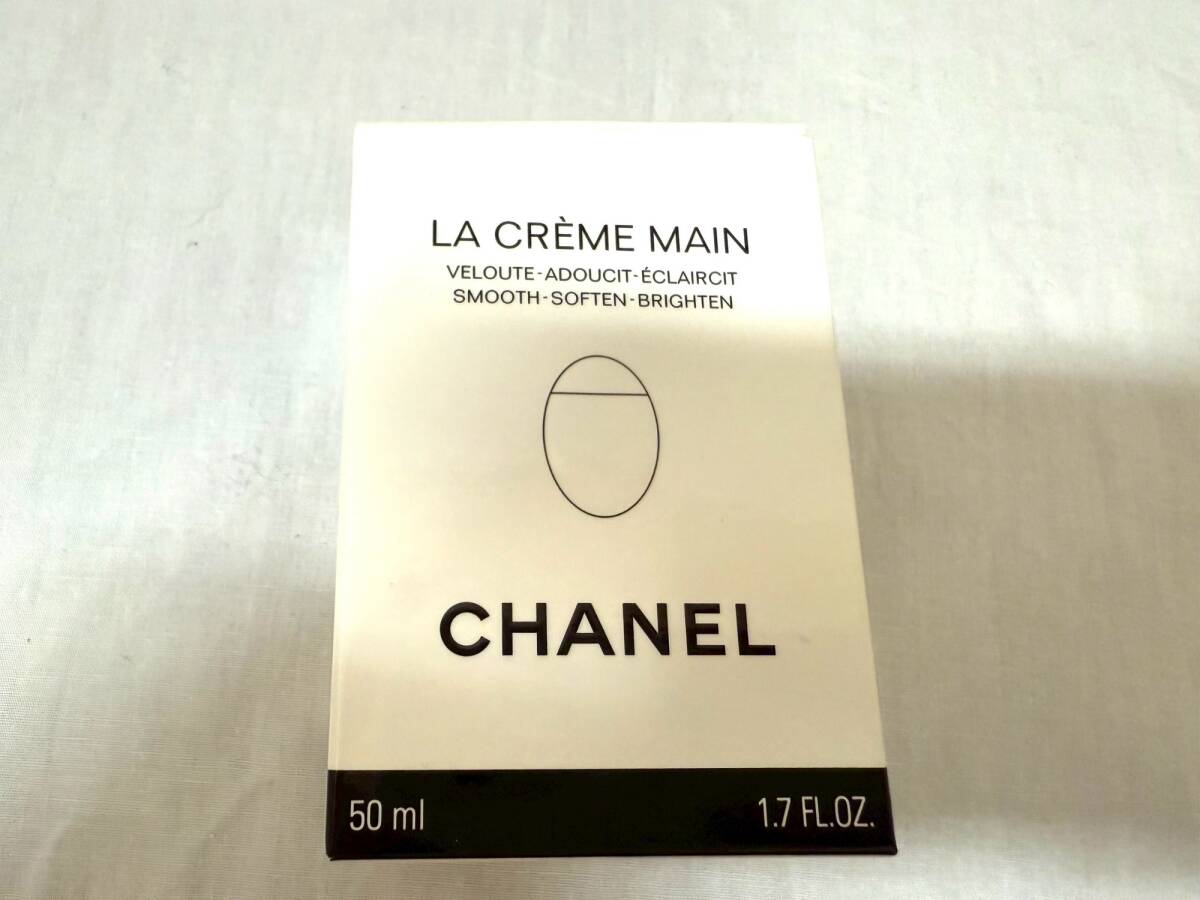 LA CRÈME MAIN
VELOUTE-ADOUCIT-ÉCLAIRCIT
SMOOTH-SOFTEN-BRIGHTEN
CHANEL
50 ml 1.7 FL.OZ.